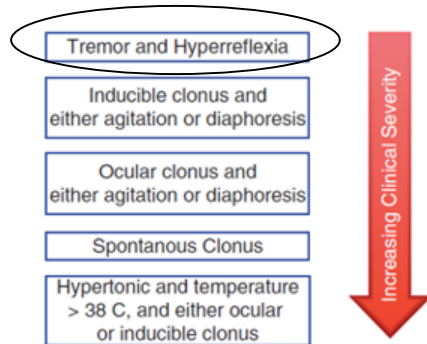 Tremor and Hyperreflexia
Inducible clonus and
either agitation or diaphoresis
Ocular clonus and
either agitation or diaphoresis
Spontanous Clonus
Hypertonic and temperature
> 38 C, and either ocular
or inducible clonus
Increasing Clinical Severity